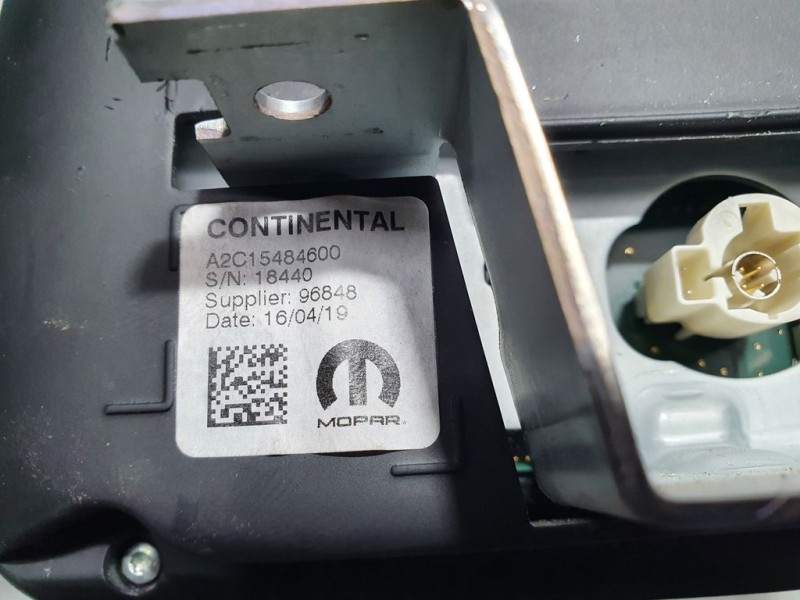 CONTINENTAL
A2C15484600
S/N: 18440
Supplier: 96848
Date: 16/04/19
MOPAR